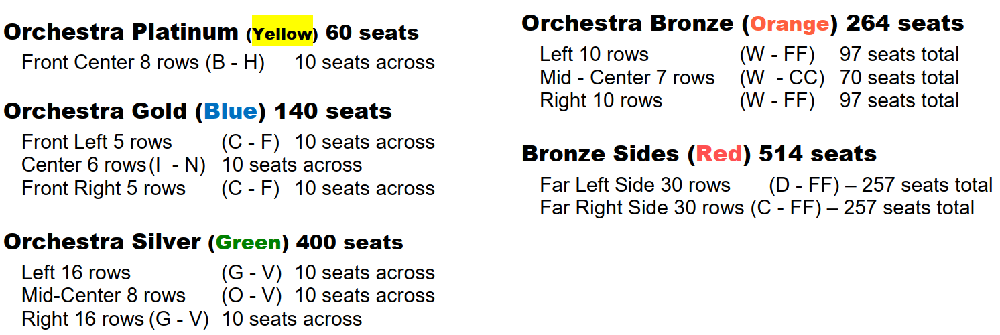 Orchestra Platinum (Yellow) 60 seats
Front Center 8 rows (B - H) 10 seats across
Orchestra Gold (Blue) 140 seats
Front Left 5 rows (C - F) 10 seats across
Center 6 rows (I - N) 10 seats across
Front Right 5 rows (C - F) 10 seats across
Orchestra Silver (Green) 400 seats
Left 16 rows (G - V) 10 seats across
Mid-Center 8 rows (O - V) 10 seats across
Right 16 rows (G - V) 10 seats across
Orchestra Bronze (Orange) 264 seats
Left 10 rows (W - FF) 97 seats total
Mid - Center 7 rows (W - CC) 70 seats total
Right 10 rows (W - FF) 97 seats total
Bronze Sides (Red) 514 seats
Far Left Side 30 rows (D - FF) – 257 seats total
Far Right Side 30 rows (C - FF) – 257 seats total